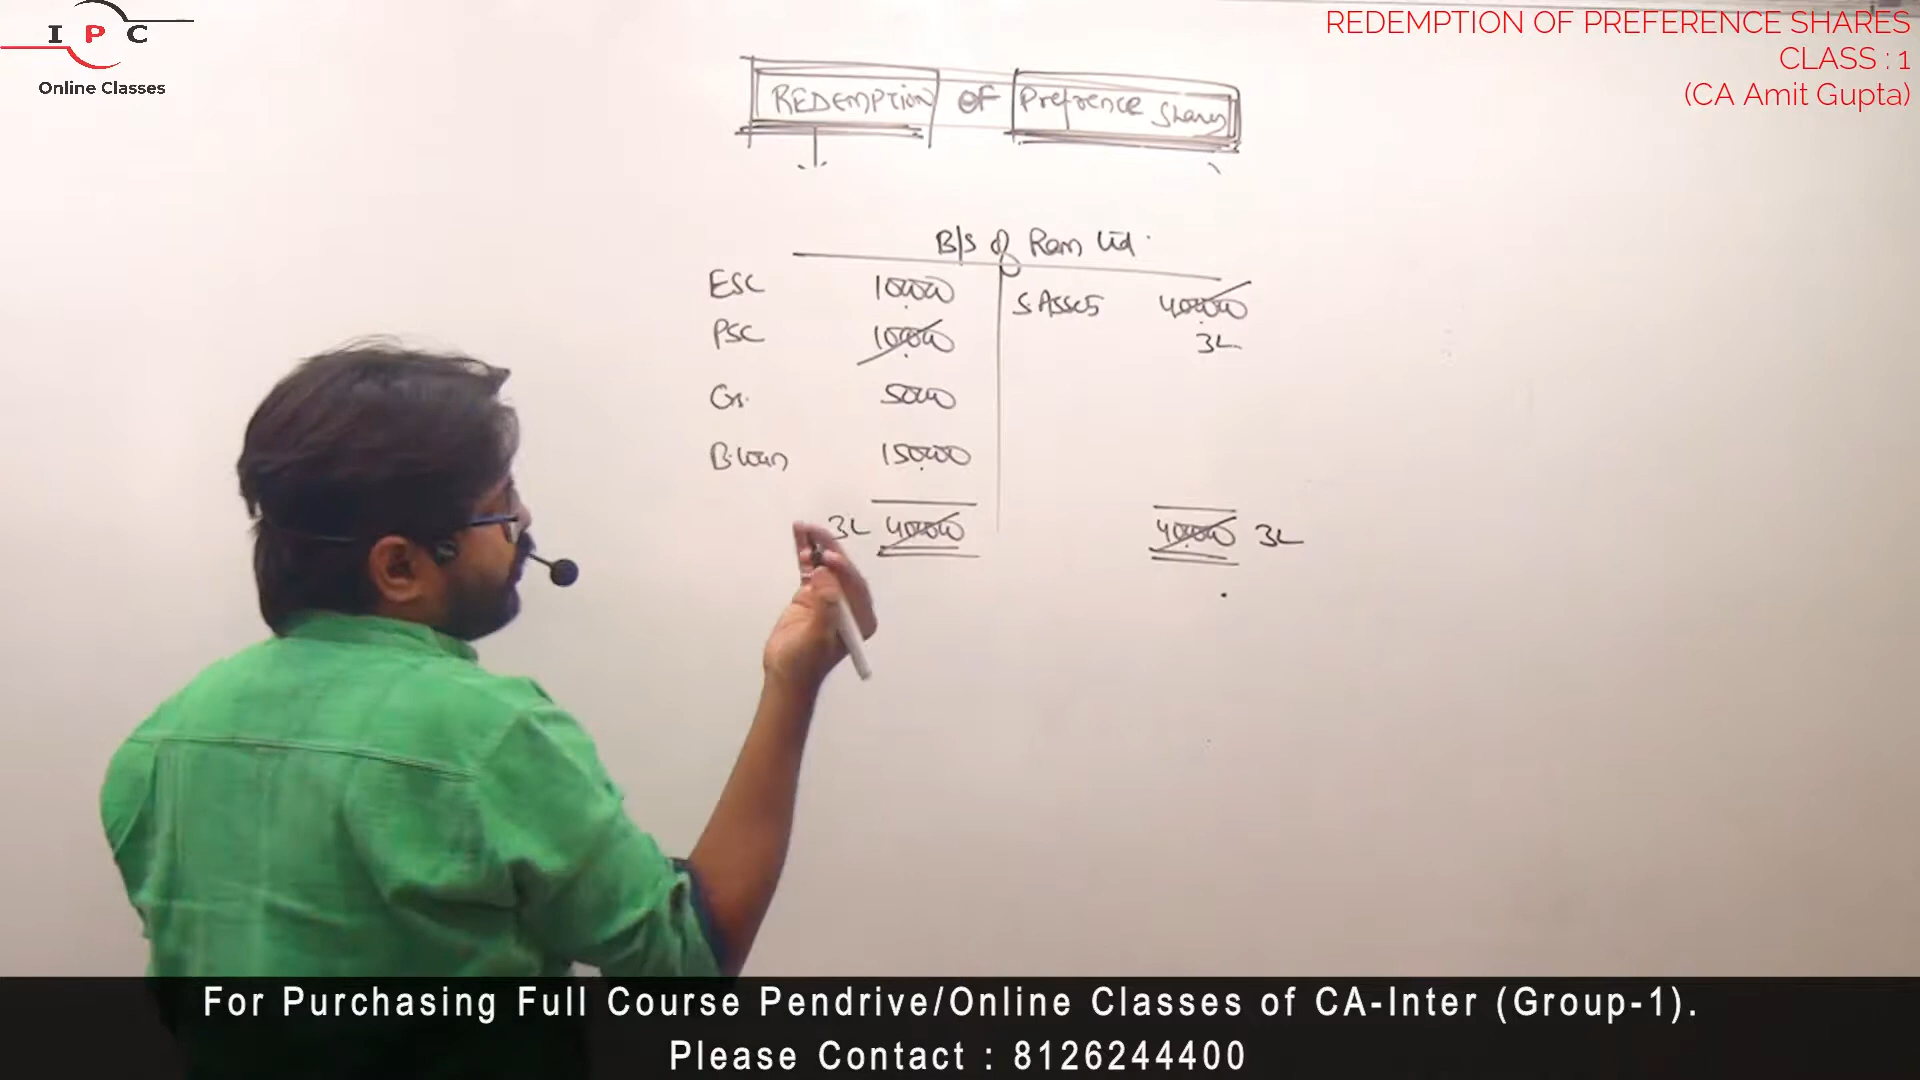 I P C
Online Classes
REDEMPTION OF PREFERENCE SHARES
CLASS : 1
(CA Amit Gupta)
REDEMPTION OF Prefrence Shares
B/S of Ram Ltd.
ESC 100000 S. Assets 400000
PSC 100000 3L
Cr. 50000
B.loan 150000
3L 400000 400000 3L
For Purchasing Full Course Pendrive/Online Classes of CA-Inter (Group-1).
Please Contact : 8126244400